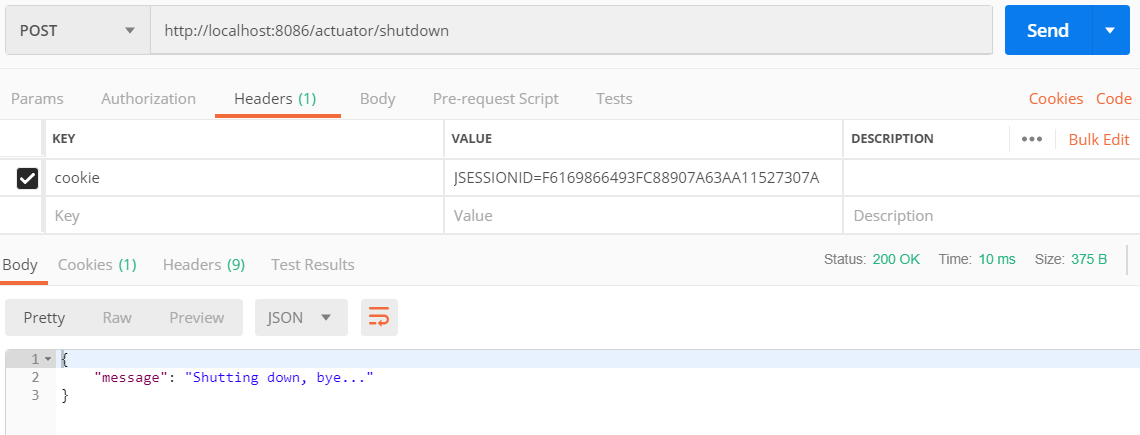 POST http://localhost:8086/actuator/shutdown Send
Params Authorization Headers (1) Body Pre-request Script Tests Cookies Code
KEY VALUE DESCRIPTION ••• Bulk Edit
cookie JSESSIONID=F6169866493FC88907A63AA11527307A
Key Value Description
Body Cookies (1) Headers (9) Test Results Status: 200 OK Time: 10 ms Size: 375 B
Pretty Raw Preview JSON
1 {
2 "message": "Shutting down, bye..."
3 }